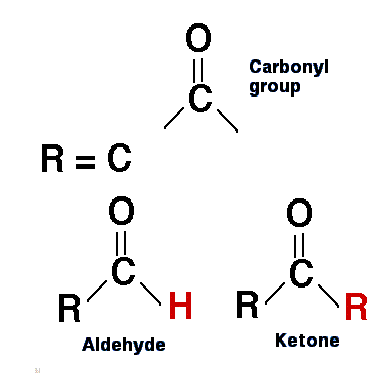 O
Carbonyl
group
C
R = C
O
O
C
C
R H
R R
Aldehyde
Ketone